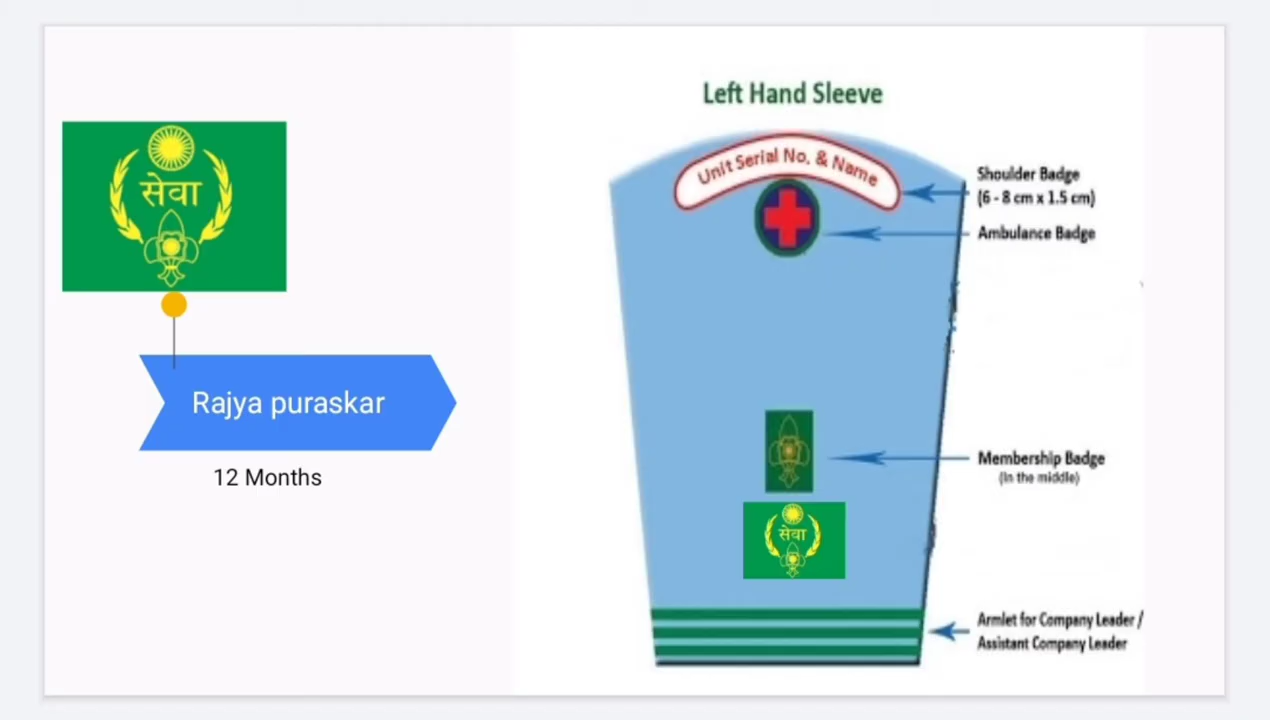 सेवा
Rajya puraskar
12 Months
Left Hand Sleeve
Unit Serial No. & Name
Shoulder Badge
(6 - 8 cm x 1.5 cm)
Ambulance Badge
Membership Badge
(In the middle)
सेवा
Armlet for Company Leader /
Assistant Company Leader